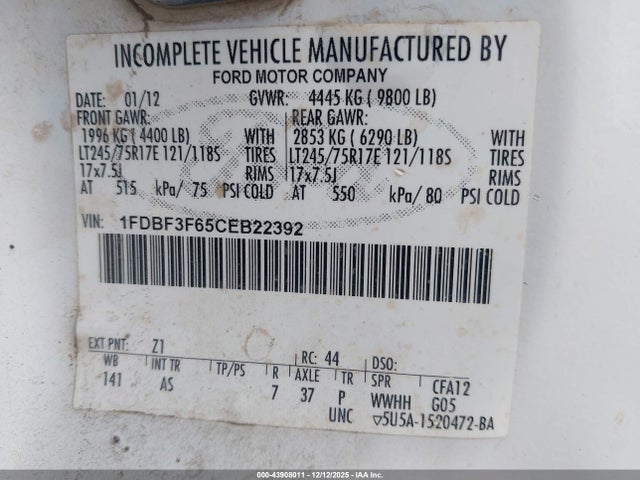 INCOMPLETE VEHICLE MANUFACTURED BY
FORD MOTOR COMPANY
DATE: 01/12 GVWR: 4445 KG ( 9800 LB)
FRONT GAWR: REAR GAWR:
1996 KG ( 4400 LB) WITH 2853 KG ( 6290 LB) WITH
LT245/75R17E 121/118S TIRES LT245/75R17E 121/118S TIRES
17x7.5J RIMS 17x7.5J RIMS
AT 515 kPa/ 75 PSI COLD AT 550 kPa/ 80 PSI COLD
VIN: 1FDBF3F65CEB22392
EXT PNT: Z1 RC: 44 DSO:
WB INT TR TP/PS R AXLE TR SPR CFA12
141 AS 7 37 P WWHH G05
UNC ▽5U5A-1520472-BA
000-43908011 - 12/12/2025 - IAAI.com